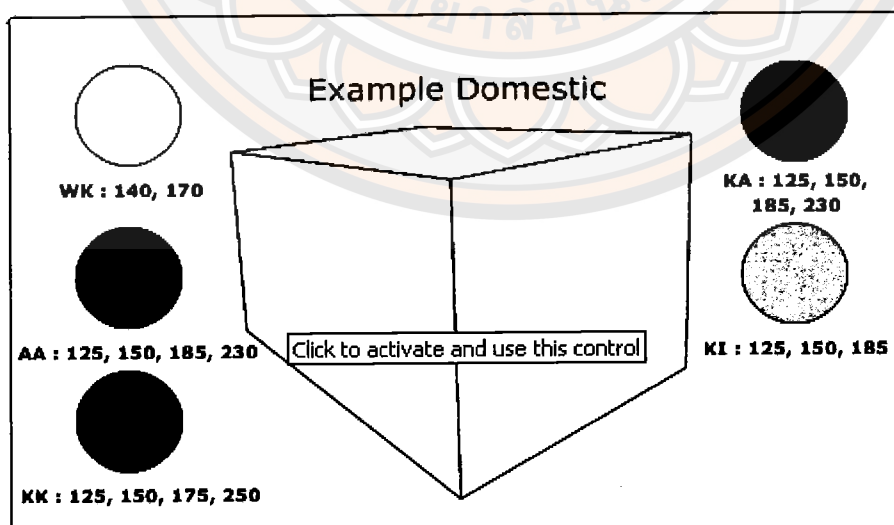 Example Domestic
WK : 140, 170
AA : 125, 150, 185, 230
KK : 125, 150, 175, 250
Click to activate and use this control
KA : 125, 150,
185, 230
KI : 125, 150, 185